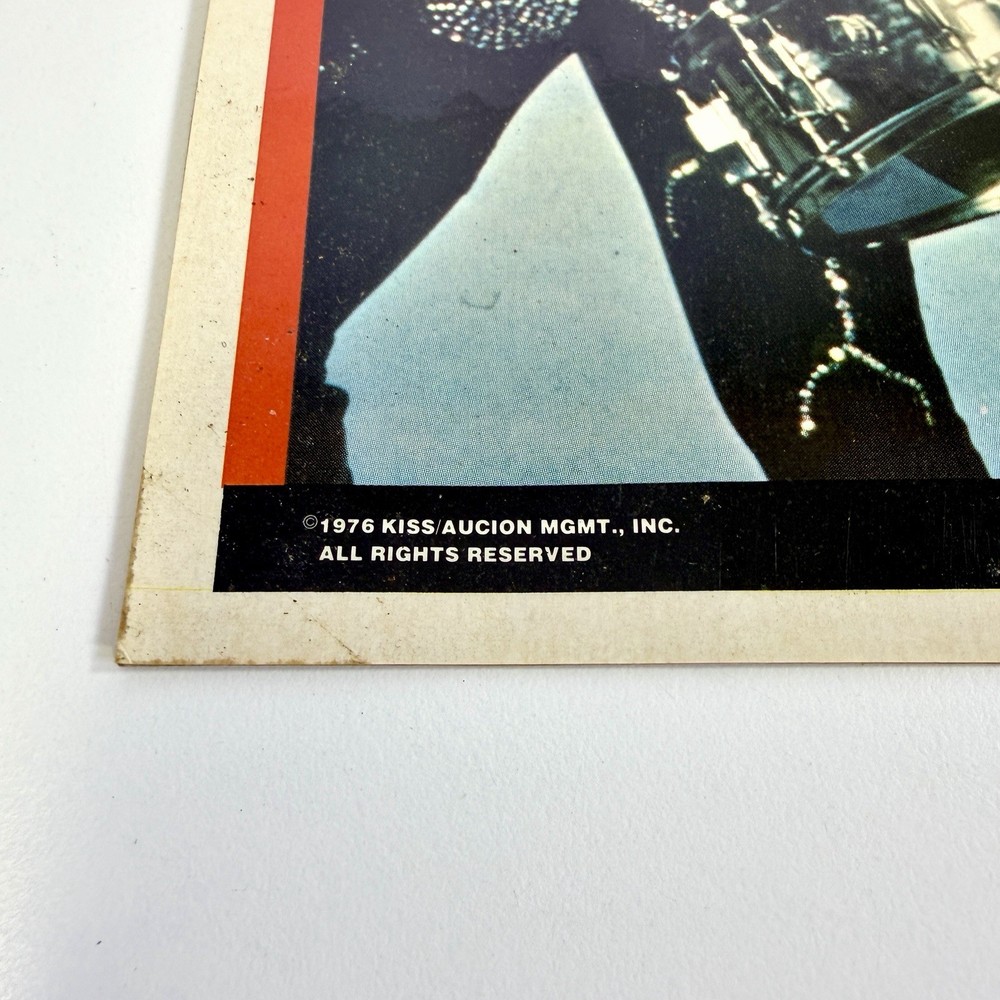 ©1976 KISS/AUCION MGMT., INC.
ALL RIGHTS RESERVED